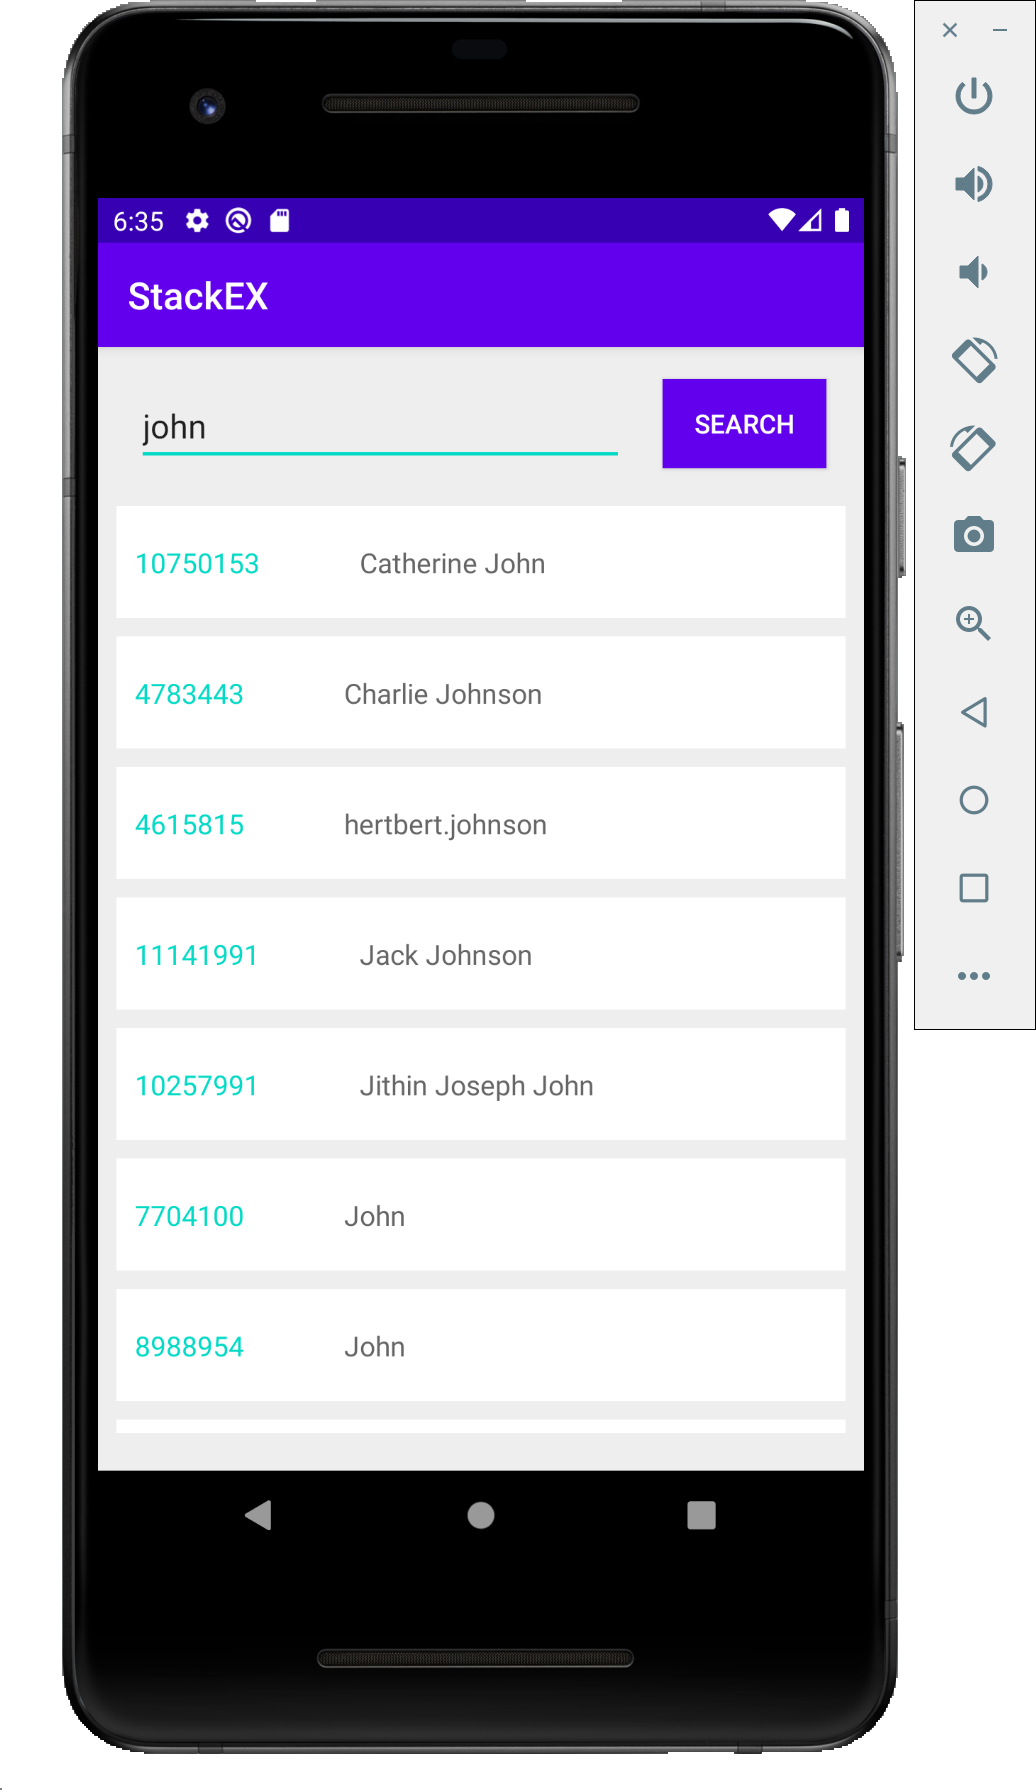 6:35
StackEX
john
SEARCH
10750153 Catherine John
4783443 Charlie Johnson
4615815 hertbert.johnson
11141991 Jack Johnson
10257991 Jithin Joseph John
7704100 John
8988954 John